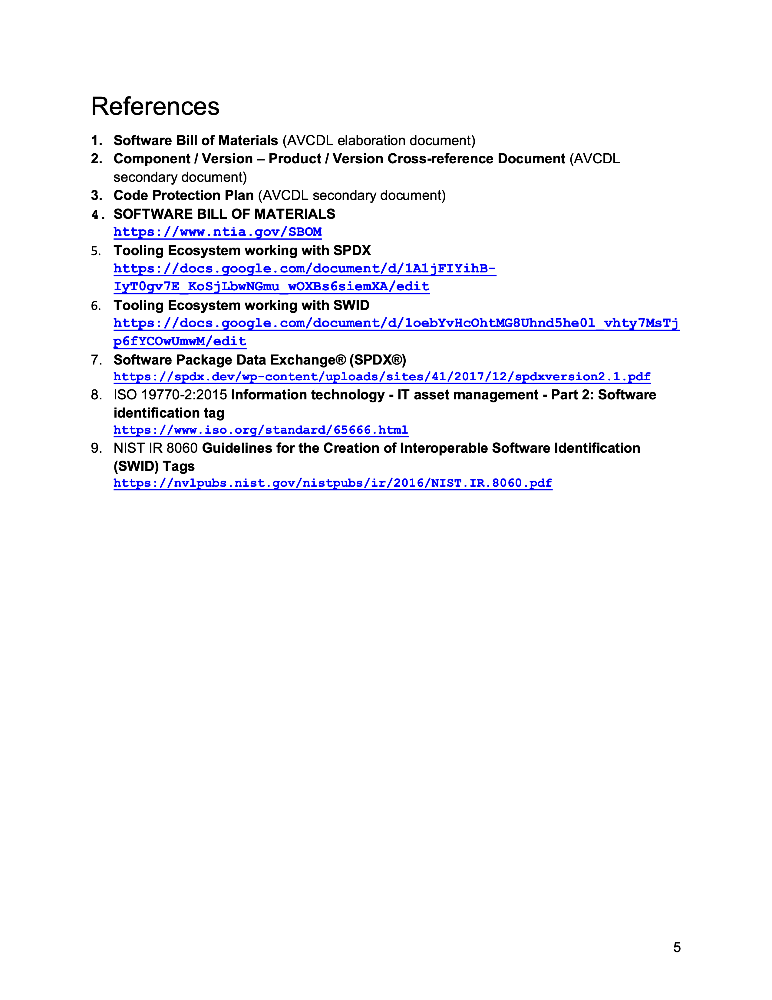 References
1. Software Bill of Materials (AVCDL elaboration document)
2. Component / Version – Product / Version Cross-reference Document (AVCDL
secondary document)
3. Code Protection Plan (AVCDL secondary document)
4. SOFTWARE BILL OF MATERIALS
https://www.ntia.gov/SBOM
5. Tooling Ecosystem working with SPDX
https://docs.google.com/document/d/1A1jFIYihB-
IyT0gv7E_KoSjLbwNGmu_wOXBs6siemXA/edit
6. Tooling Ecosystem working with SWID
https://docs.google.com/document/d/1oebYvHcOhtMG8Uhnd5he0l_vhty7MsTj
p6fYCOwUmwM/edit
7. Software Package Data Exchange® (SPDX®)
https://spdx.dev/wp-content/uploads/sites/41/2017/12/spdxversion2.1.pdf
8. ISO 19770-2:2015 Information technology - IT asset management - Part 2: Software
identification tag
https://www.iso.org/standard/65666.html
9. NIST IR 8060 Guidelines for the Creation of Interoperable Software Identification
(SWID) Tags
https://nvlpubs.nist.gov/nistpubs/ir/2016/NIST.IR.8060.pdf
5